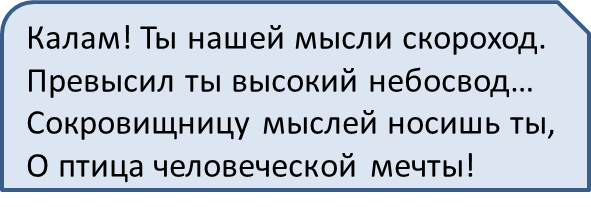 Калам! Ты нашей мысли скороход.
Превысил ты высокий небосвод…
Сокровищницу мыслей носишь ты,
О птица человеческой мечты!